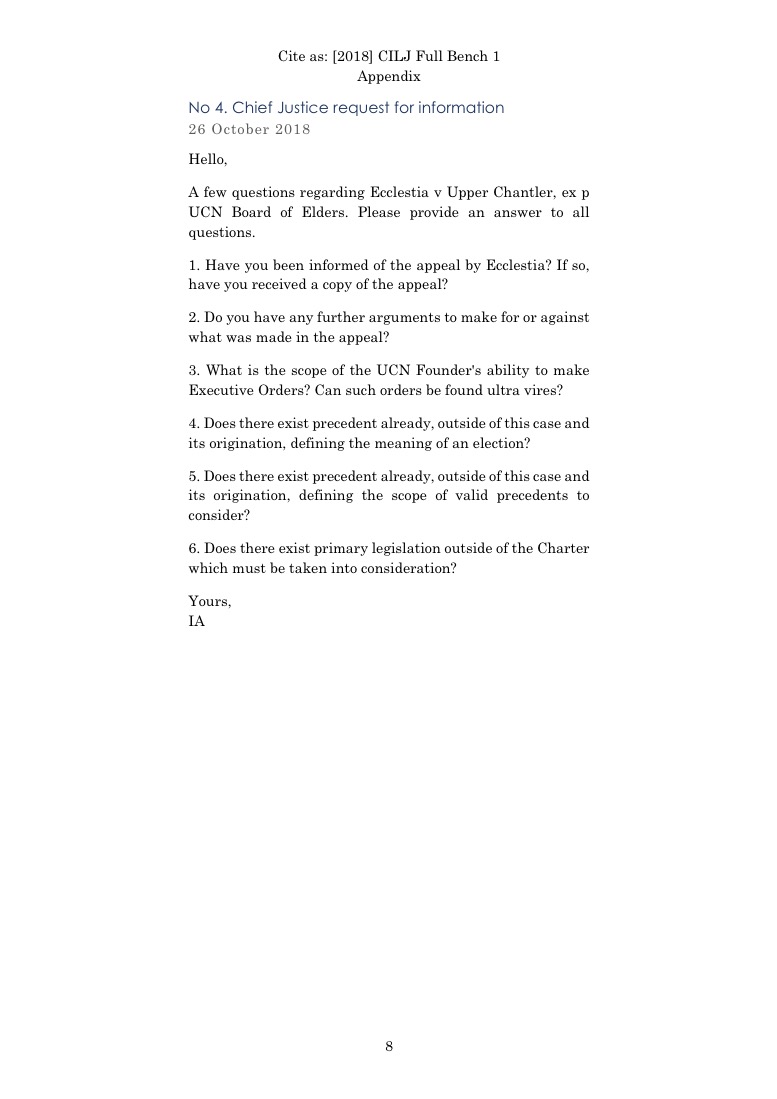 Cite as: [2018] CILJ Full Bench 1
Appendix
No 4. Chief Justice request for information
26 October 2018
Hello,
A few questions regarding Ecclestia v Upper Chantler, ex p
UCN Board of Elders. Please provide an answer to all
questions.
1. Have you been informed of the appeal by Ecclestia? If so,
have you received a copy of the appeal?
2. Do you have any further arguments to make for or against
what was made in the appeal?
3. What is the scope of the UCN Founder's ability to make
Executive Orders? Can such orders be found ultra vires?
4. Does there exist precedent already, outside of this case and
its origination, defining the meaning of an election?
5. Does there exist precedent already, outside of this case and
its origination, defining the scope of valid precedents to
consider?
6. Does there exist primary legislation outside of the Charter
which must be taken into consideration?
Yours,
IA
8